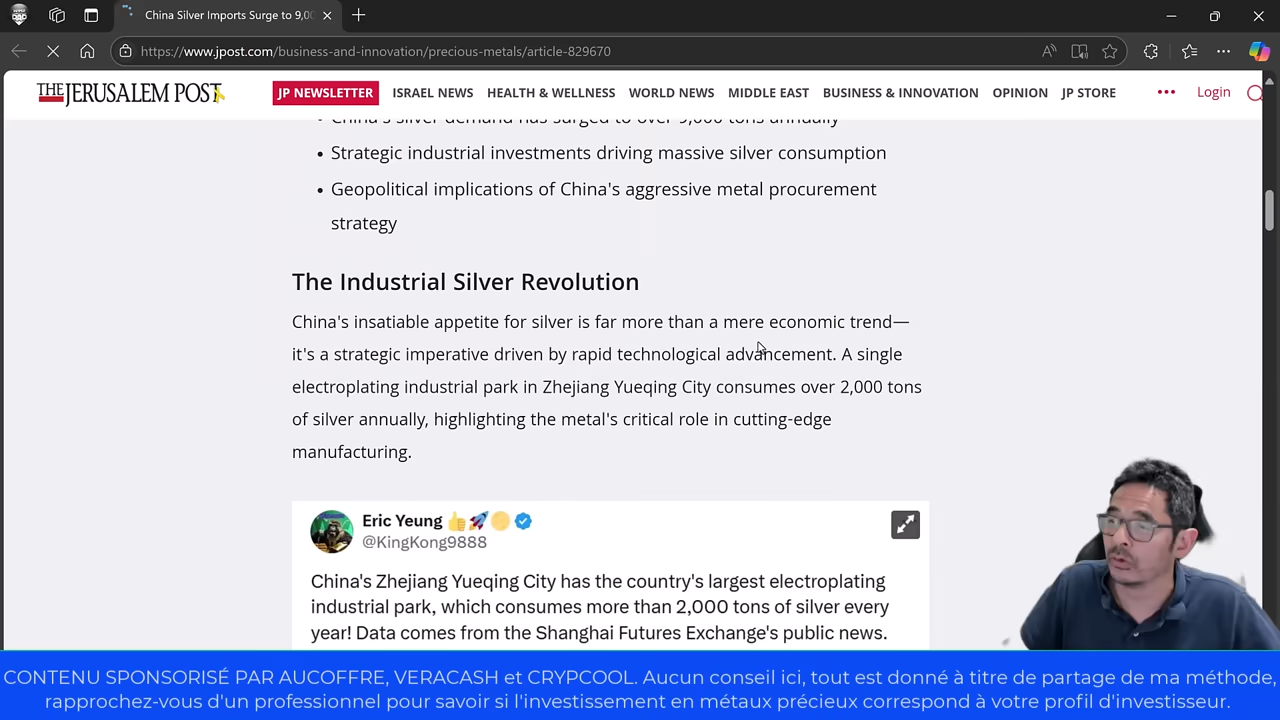 China Silver Imports Surge to 9,00
https://www.jpost.com/business-and-innovation/precious-metals/article-829670
THE JERUSALEM POST
JP NEWSLETTER
ISRAEL NEWS
HEALTH & WELLNESS
WORLD NEWS
MIDDLE EAST
BUSINESS & INNOVATION
OPINION
JP STORE
Login
• China's silver demand has surged to over 9,000 tons annually
• Strategic industrial investments driving massive silver consumption
• Geopolitical implications of China's aggressive metal procurement
strategy
The Industrial Silver Revolution
China's insatiable appetite for silver is far more than a mere economic trend—
it's a strategic imperative driven by rapid technological advancement. A single
electroplating industrial park in Zhejiang Yueqing City consumes over 2,000 tons
of silver annually, highlighting the metal's critical role in cutting-edge
manufacturing.
Eric Yeung 👍🚀🌕
@KingKong9888
China's Zhejiang Yueqing City has the country's largest electroplating
industrial park, which consumes more than 2,000 tons of silver every
year! Data comes from the Shanghai Futures Exchange's public news.
CONTENU SPONSORISÉ PAR AUCOFFRE, VERACASH et CRYPCOOL. Aucun conseil ici, tout est donné à titre de partage de ma méthode,
rapprochez-vous d'un professionnel pour savoir si l'investissement en métaux précieux correspond à votre profil d'investisseur.